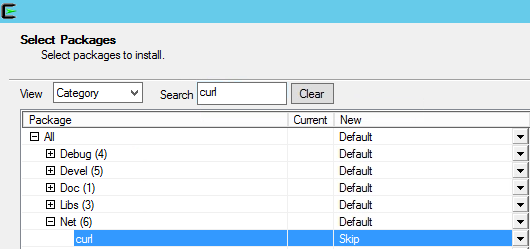 Select Packages
Select packages to install.
View Category Search curl Clear
Package Current New
All Default
Debug (4) Default
Devel (5) Default
Doc (1) Default
Libs (3) Default
Net (6) Default
curl Skip